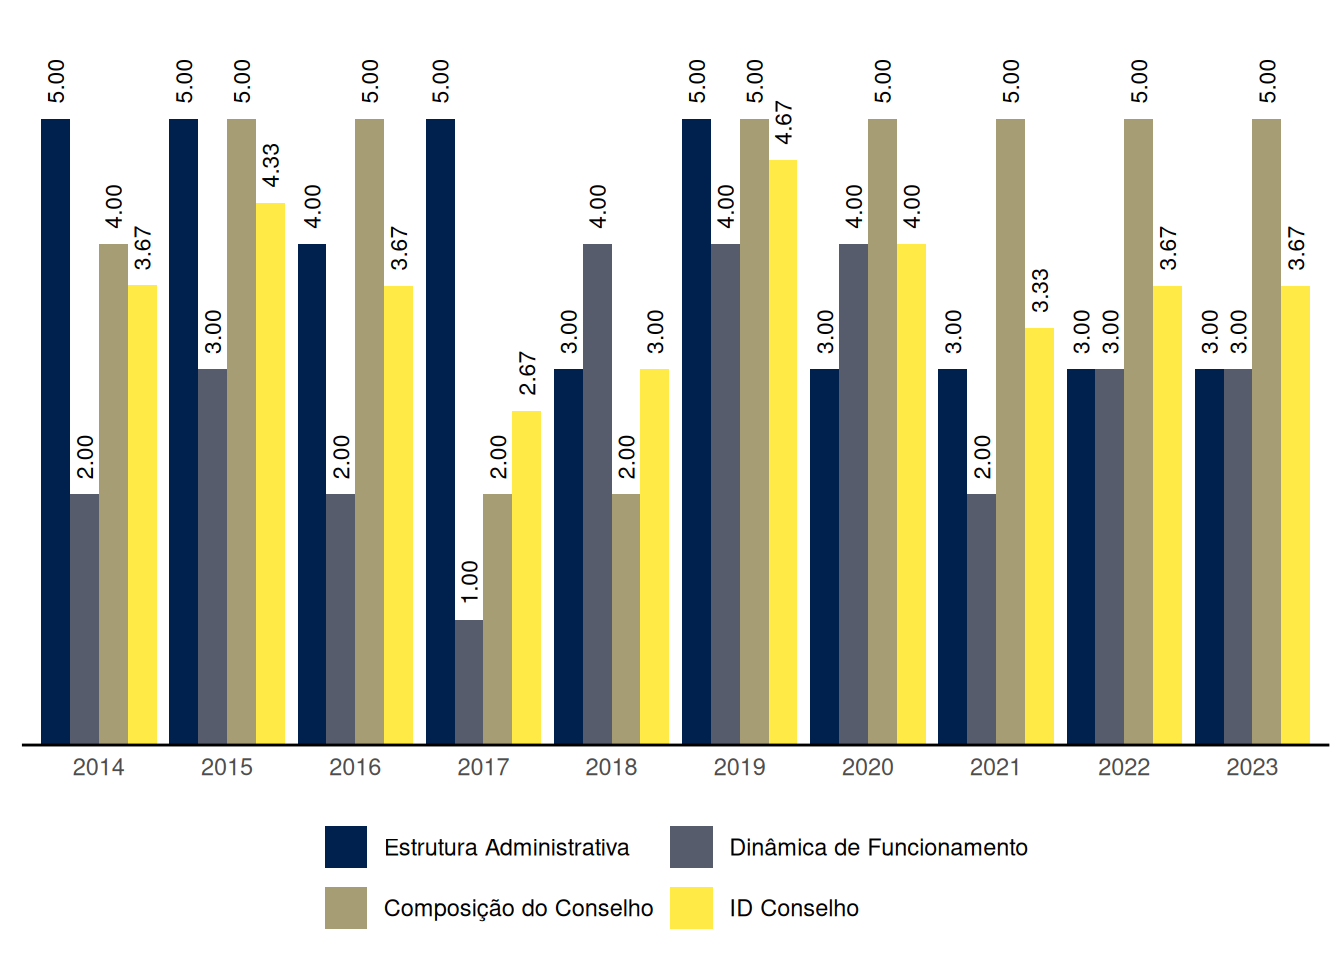 5.00 5.00 5.00 5.00 5.00 5.00 5.00 5.00 5.00 5.00 5.00
4.67
4.33
4.00 4.00 4.00 4.00 4.00 4.00
3.67 3.67 3.67 3.67
3.33
3.00 3.00 3.00 3.00 3.00 3.00 3.00 3.00 3.00
2.67
2.00 2.00 2.00 2.00 2.00
1.00
2014 2015 2016 2017 2018 2019 2020 2021 2022 2023
Estrutura Administrativa Dinâmica de Funcionamento
Composição do Conselho ID Conselho